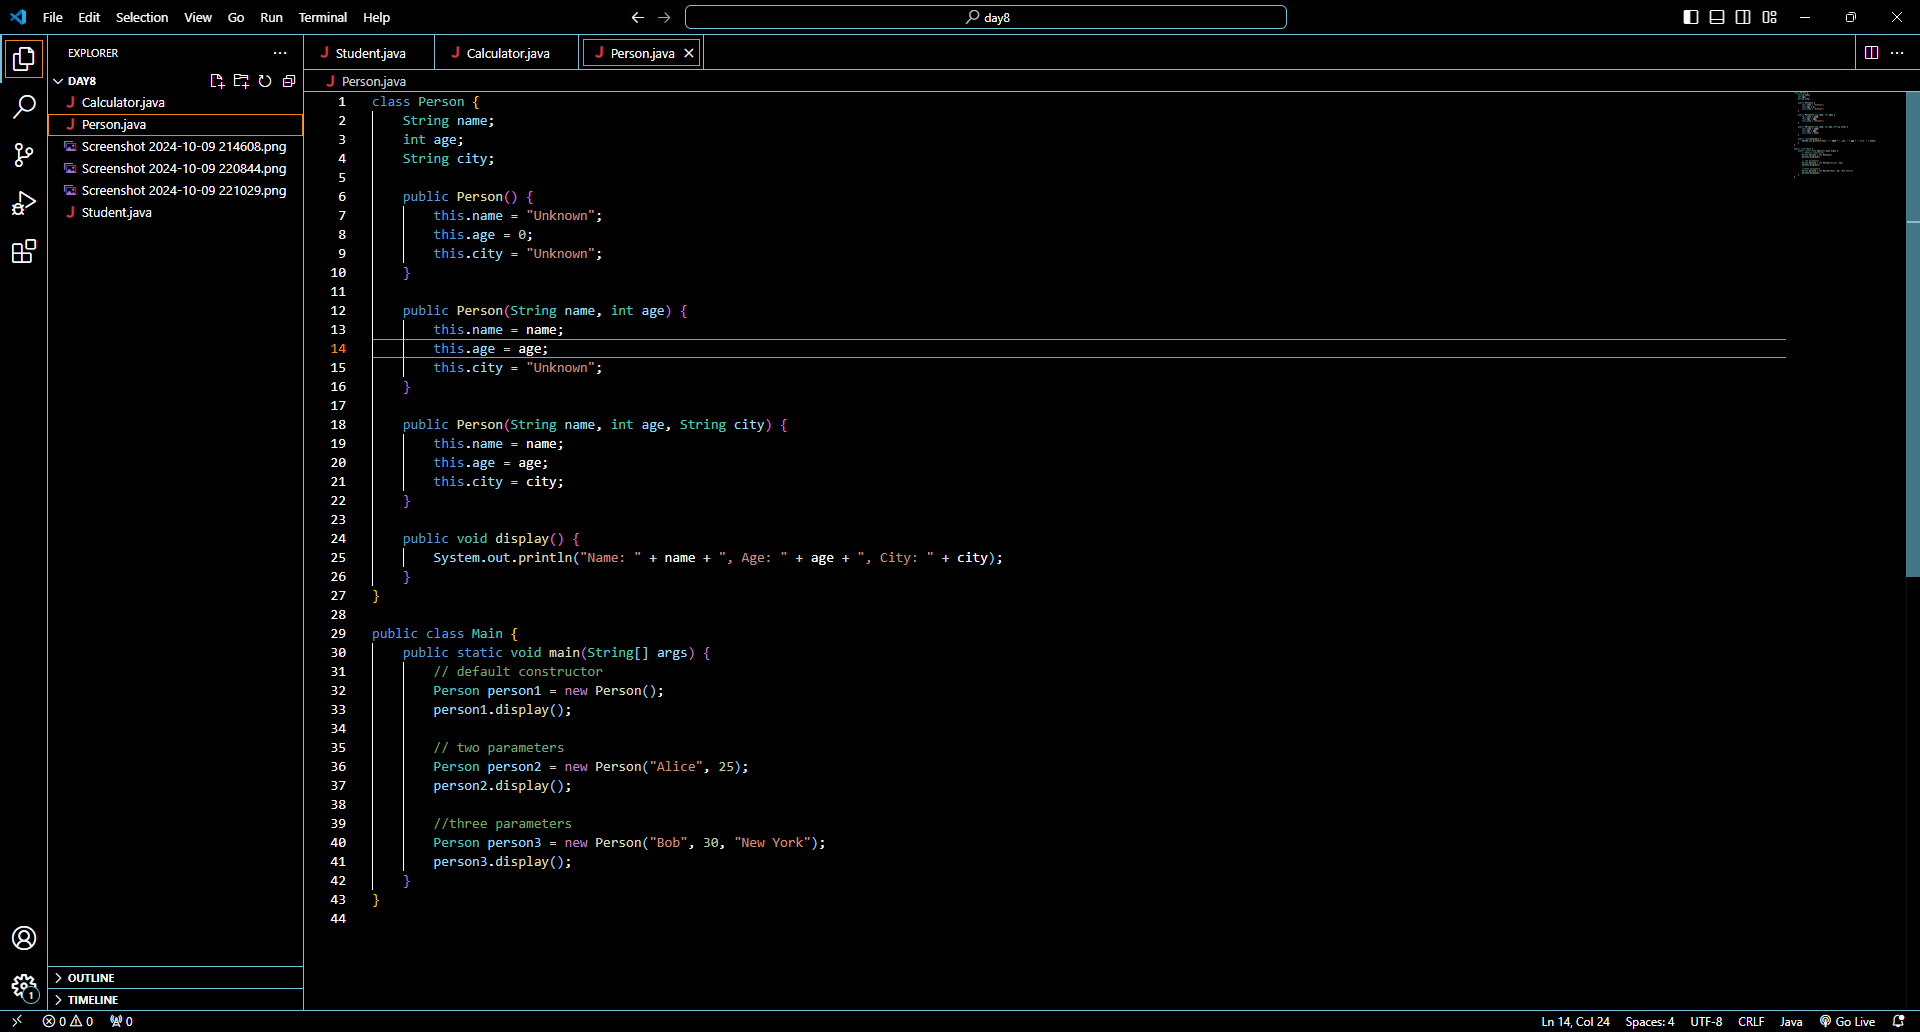 File Edit Selection View Go Run Terminal Help
day8
EXPLORER
DAY8
Calculator.java
Person.java
Screenshot 2024-10-09 214608.png
Screenshot 2024-10-09 220844.png
Screenshot 2024-10-09 221029.png
Student.java
OUTLINE
TIMELINE
Student.java Calculator.java Person.java
Person.java
1 class Person {
2 String name;
3 int age;
4 String city;
5
6 public Person() {
7 this.name = "Unknown";
8 this.age = 0;
9 this.city = "Unknown";
10 }
11
12 public Person(String name, int age) {
13 this.name = name;
14 this.age = age;
15 this.city = "Unknown";
16 }
17
18 public Person(String name, int age, String city) {
19 this.name = name;
20 this.age = age;
21 this.city = city;
22 }
23
24 public void display() {
25 System.out.println("Name: " + name + ", Age: " + age + ", City: " + city);
26 }
27 }
28
29 public class Main {
30 public static void main(String[] args) {
31 // default constructor
32 Person person1 = new Person();
33 person1.display();
34
35 // two parameters
36 Person person2 = new Person("Alice", 25);
37 person2.display();
38
39 //three parameters
40 Person person3 = new Person("Bob", 30, "New York");
41 person3.display();
42 }
43 }
44
1
0 0 0
Ln 14, Col 24 Spaces: 4 UTF-8 CRLF Java Go Live